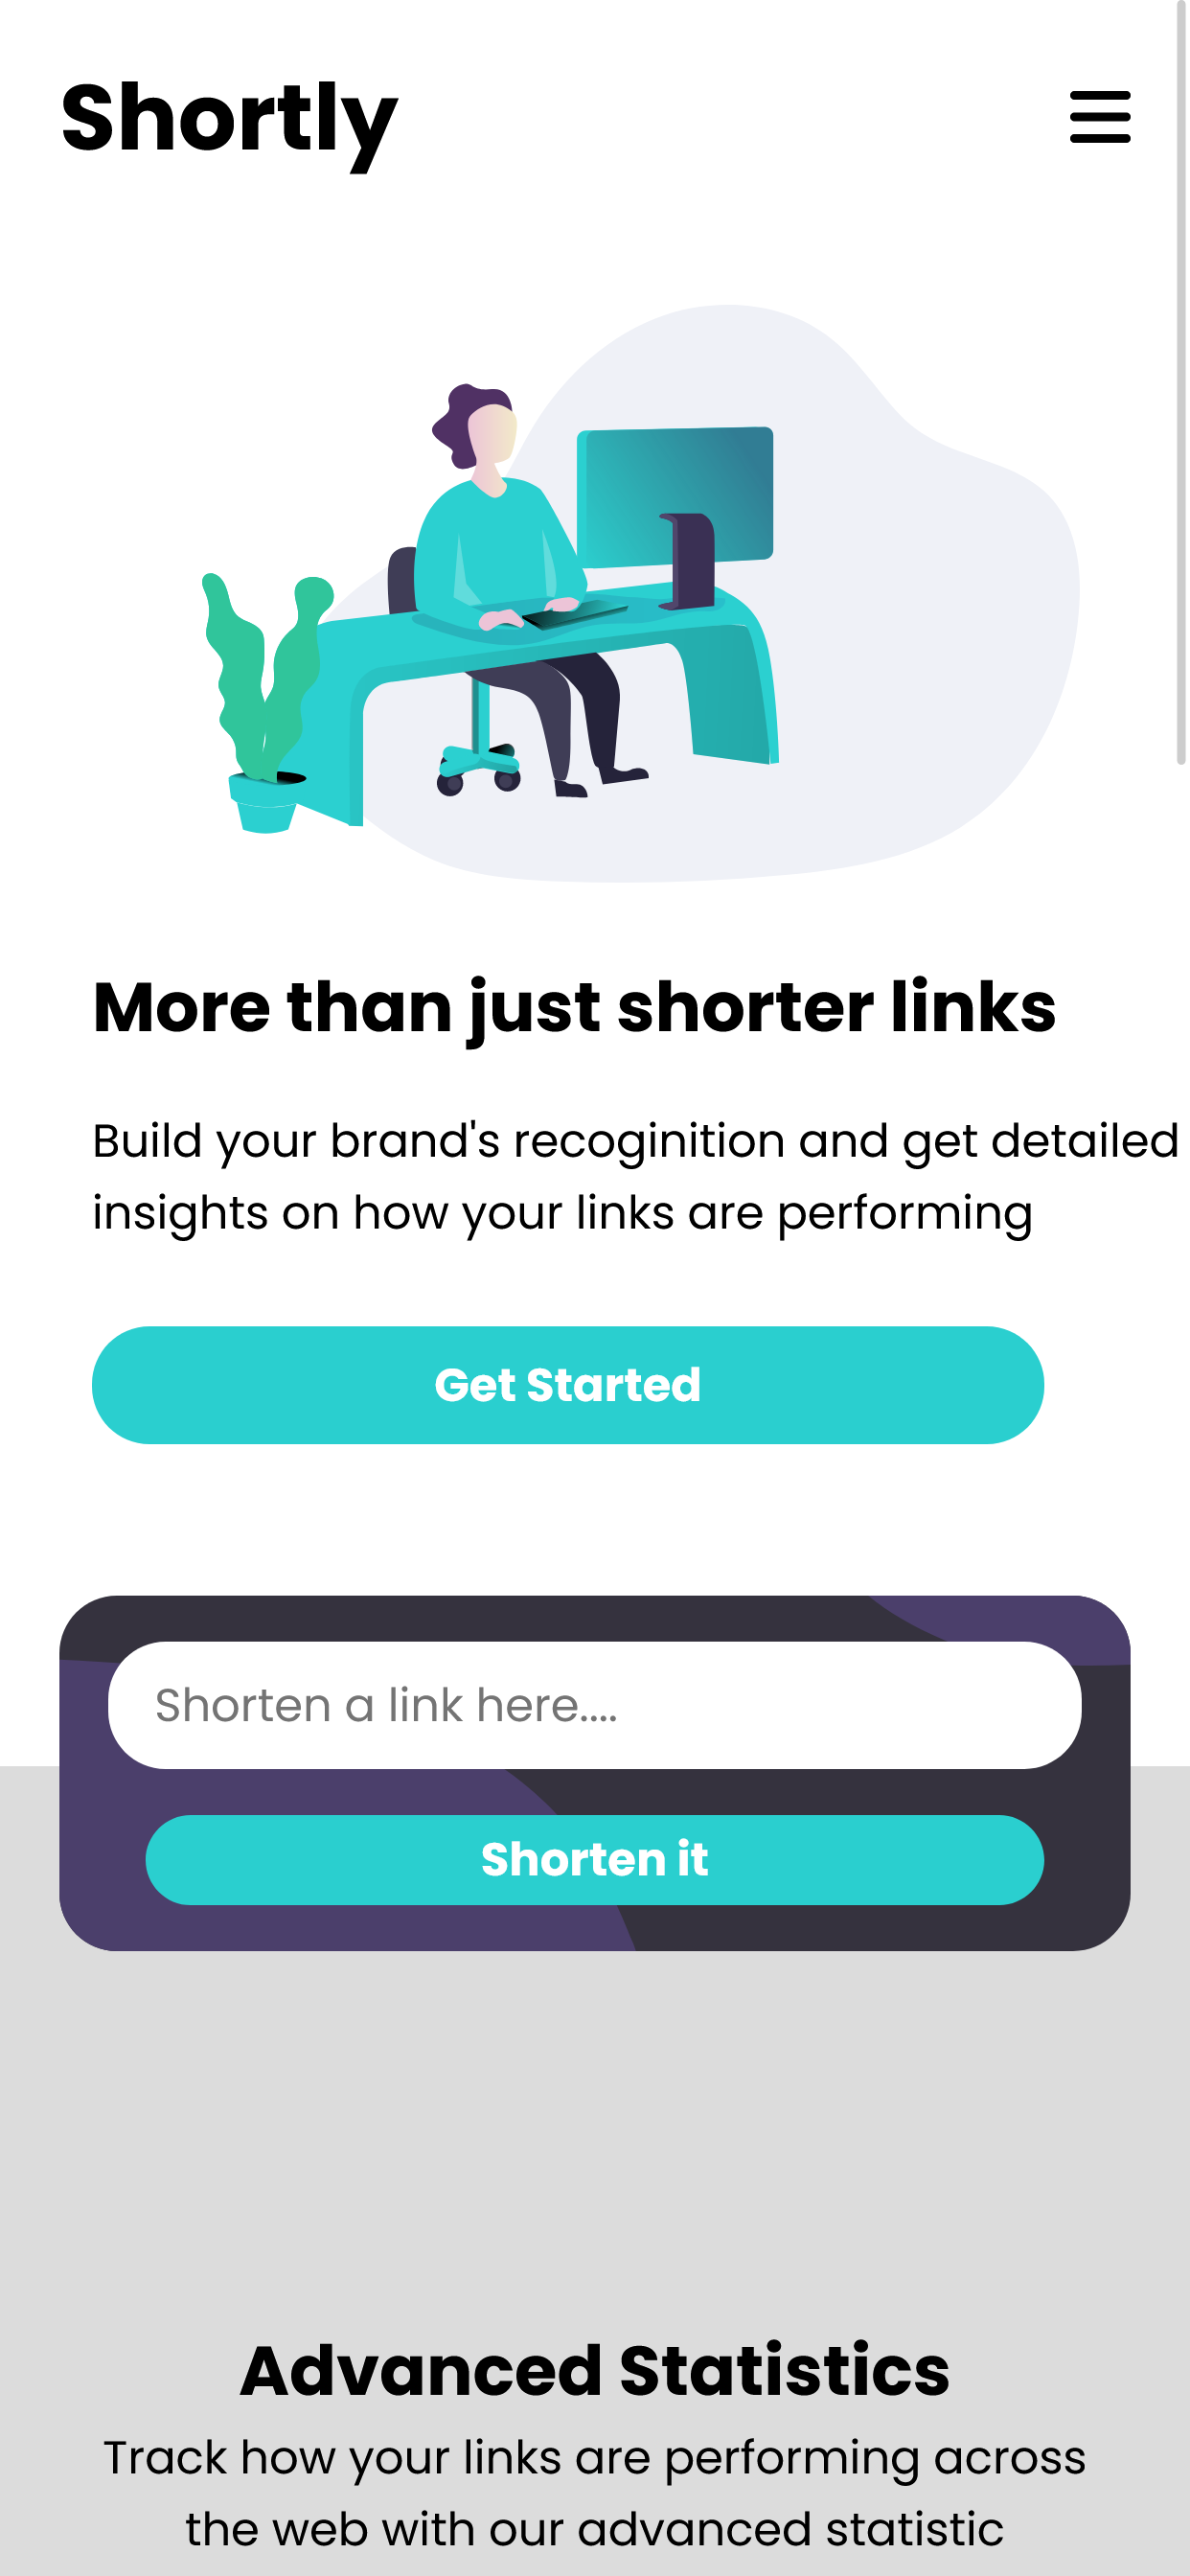 Shortly
More than just shorter links
Build your brand's recoginition and get detailed
insights on how your links are performing
Get Started
Shorten a link here....
Shorten it
Advanced Statistics
Track how your links are performing across
the web with our advanced statistic